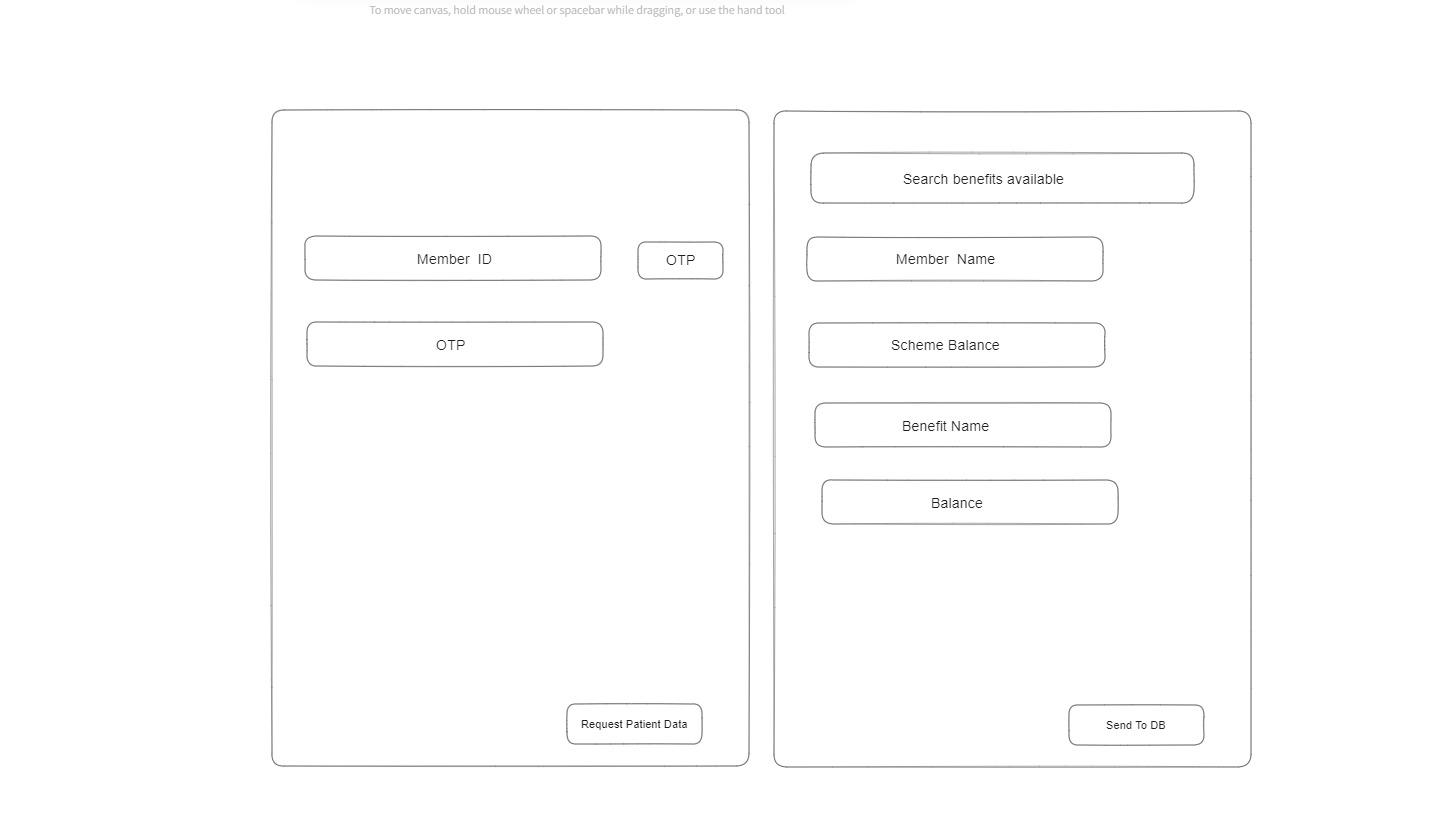 To move canvas, hold mouse wheel or spacebar while dragging, or use the hand tool
Member ID
OTP
OTP
Request Patient Data
Search benefits available
Member Name
Scheme Balance
Benefit Name
Balance
Send To DB